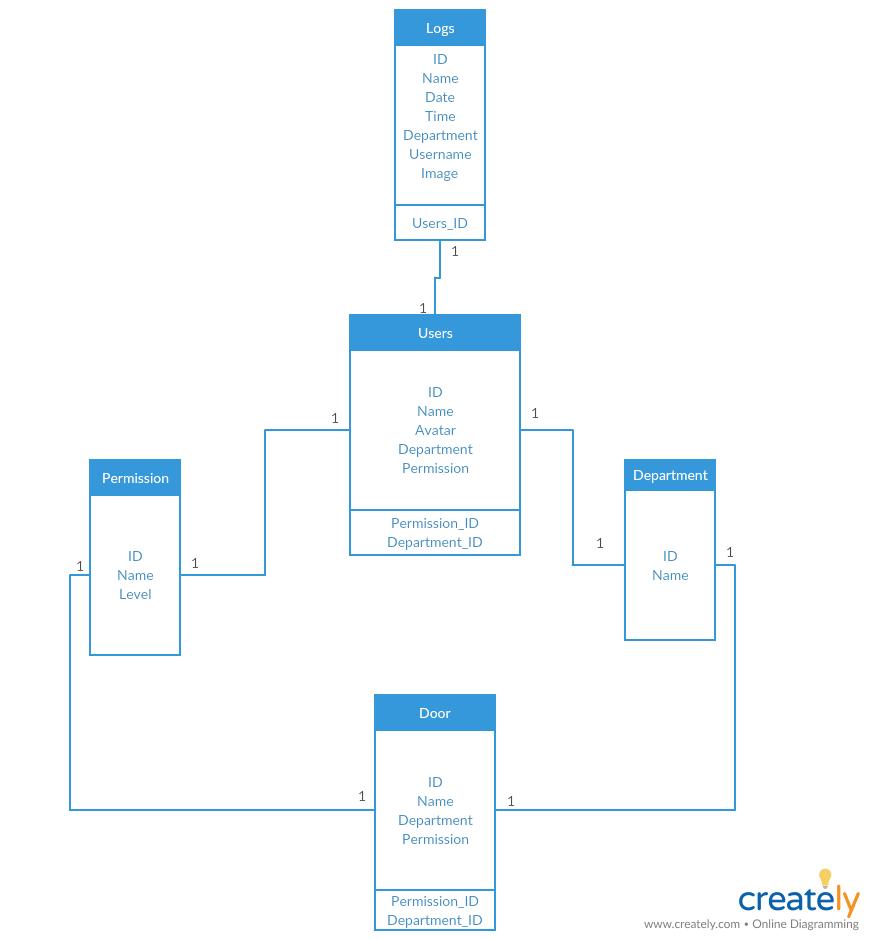 Logs
ID
Name
Date
Time
Department
Username
Image
Users_ID
1
1
Users
ID
Name
Avatar
Department
Permission
Permission_ID
Department_ID
1
1
Permission
ID
Name
Level
1
1
Department
ID
Name
1
1
Door
ID
Name
Department
Permission
Permission_ID
Department_ID
1
1
creately
www.creately.com • Online Diagramming